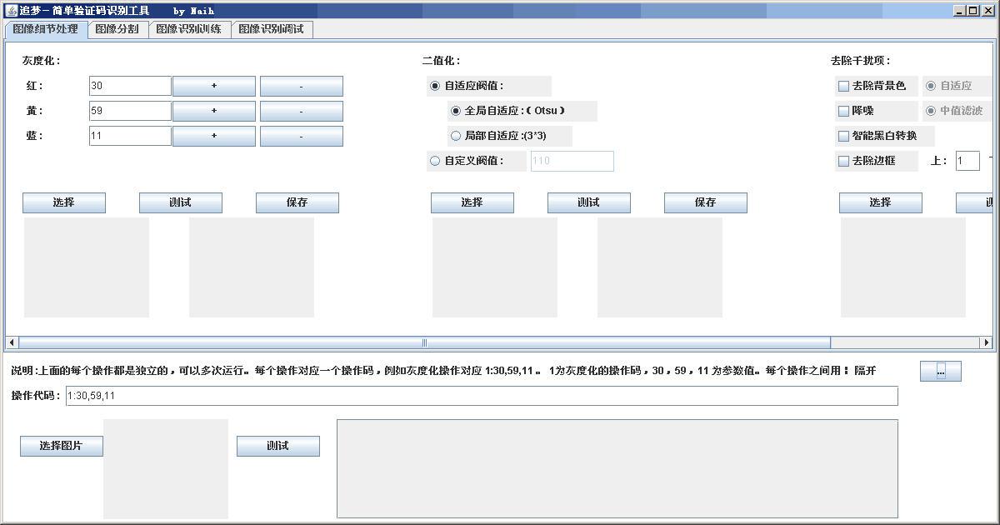 追梦－简单验证码识别工具 by Naih
图像细节处理 图像分割 图像识别训练 图像识别调试
灰度化：
红： 30 + -
黄： 59 + -
蓝： 11 + -
选择 测试 保存
二值化：
自适应阀值：
全局自适应：( Otsu )
局部自适应:(3*3)
自定义阀值： 110
选择 测试 保存
去除干扰项：
去除背景色 自适应
降噪 中值滤波
智能黑白转换
去除边框 上： 1
选择
说明:上面的每个操作都是独立的，可以多次运行。每个操作对应一个操作码，例如灰度化操作对应 1:30,59,11 。 1为灰度化的操作码，30，59，11 为参数值。每个操作之间用 ¦ 隔开
...
操作代码： 1:30,59,11
选择图片 测试